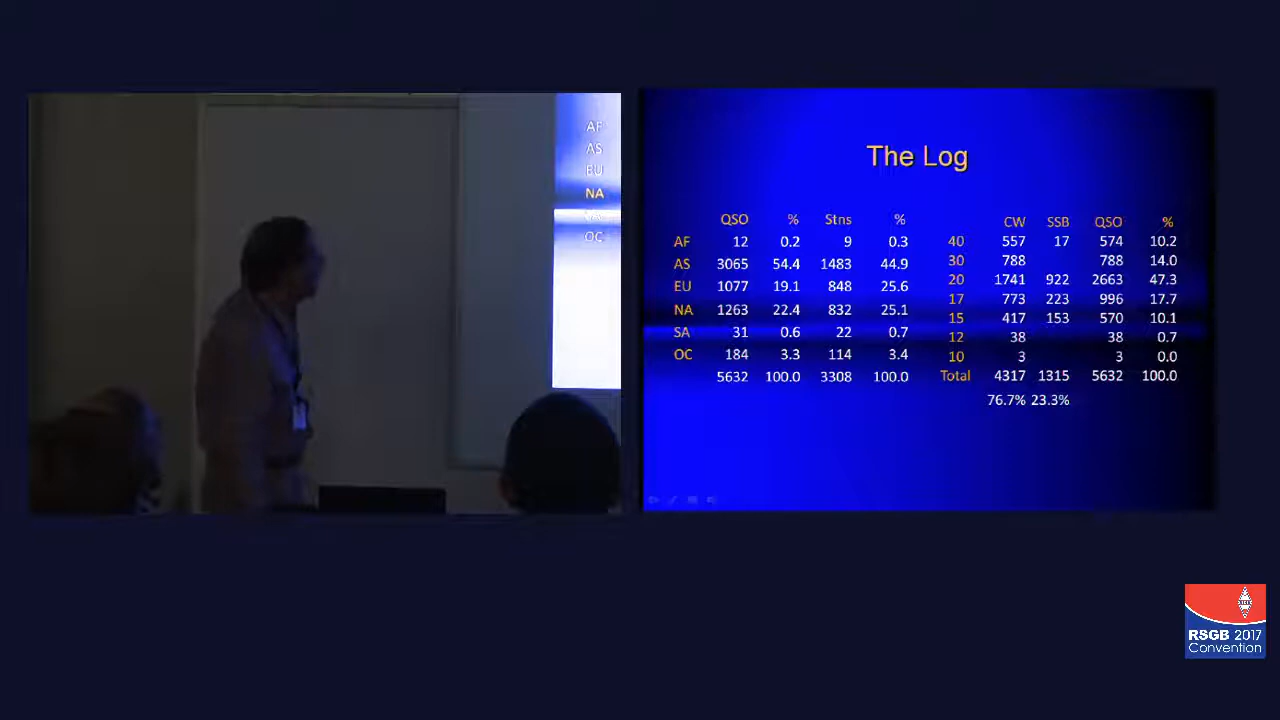 AF
AS
EU
NA
OC
The Log
QSO % Stns %
AF 12 0.2 9 0.3
AS 3065 54.4 1483 44.9
EU 1077 19.1 848 25.6
NA 1263 22.4 832 25.1
SA 31 0.6 22 0.7
OC 184 3.3 114 3.4
5632 100.0 3308 100.0
CW SSB QSO %
40 557 17 574 10.2
30 788 788 14.0
20 1741 922 2663 47.3
17 773 223 996 17.7
15 417 153 570 10.1
12 38 38 0.7
10 3 3 0.0
Total 4317 1315 5632 100.0
76.7% 23.3%
RSGB 2017
Convention